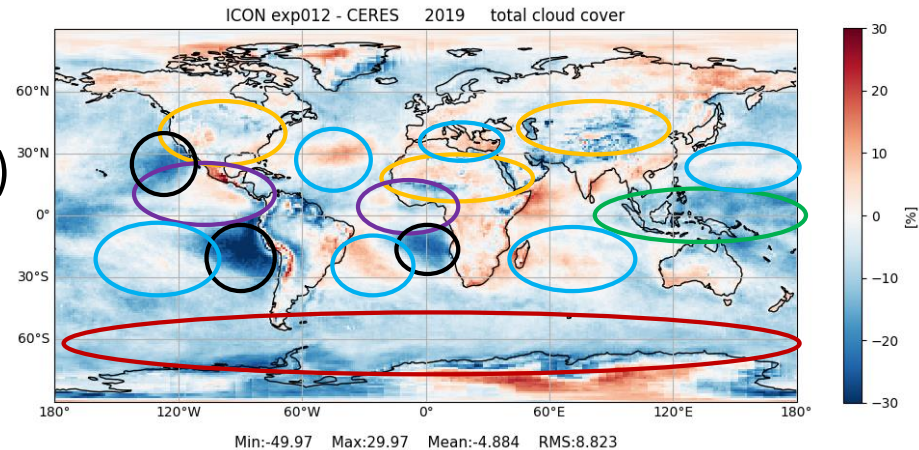 ICON exp012 - CERES 2019 total cloud cover
60°N
30°N
0°
30°S
60°S
180° 120°W 60°W 0° 60°E 120°E 180°
30
20
10
0
−10
−20
−30
[%]
Min:-49.97 Max:29.97 Mean:-4.884 RMS:8.823